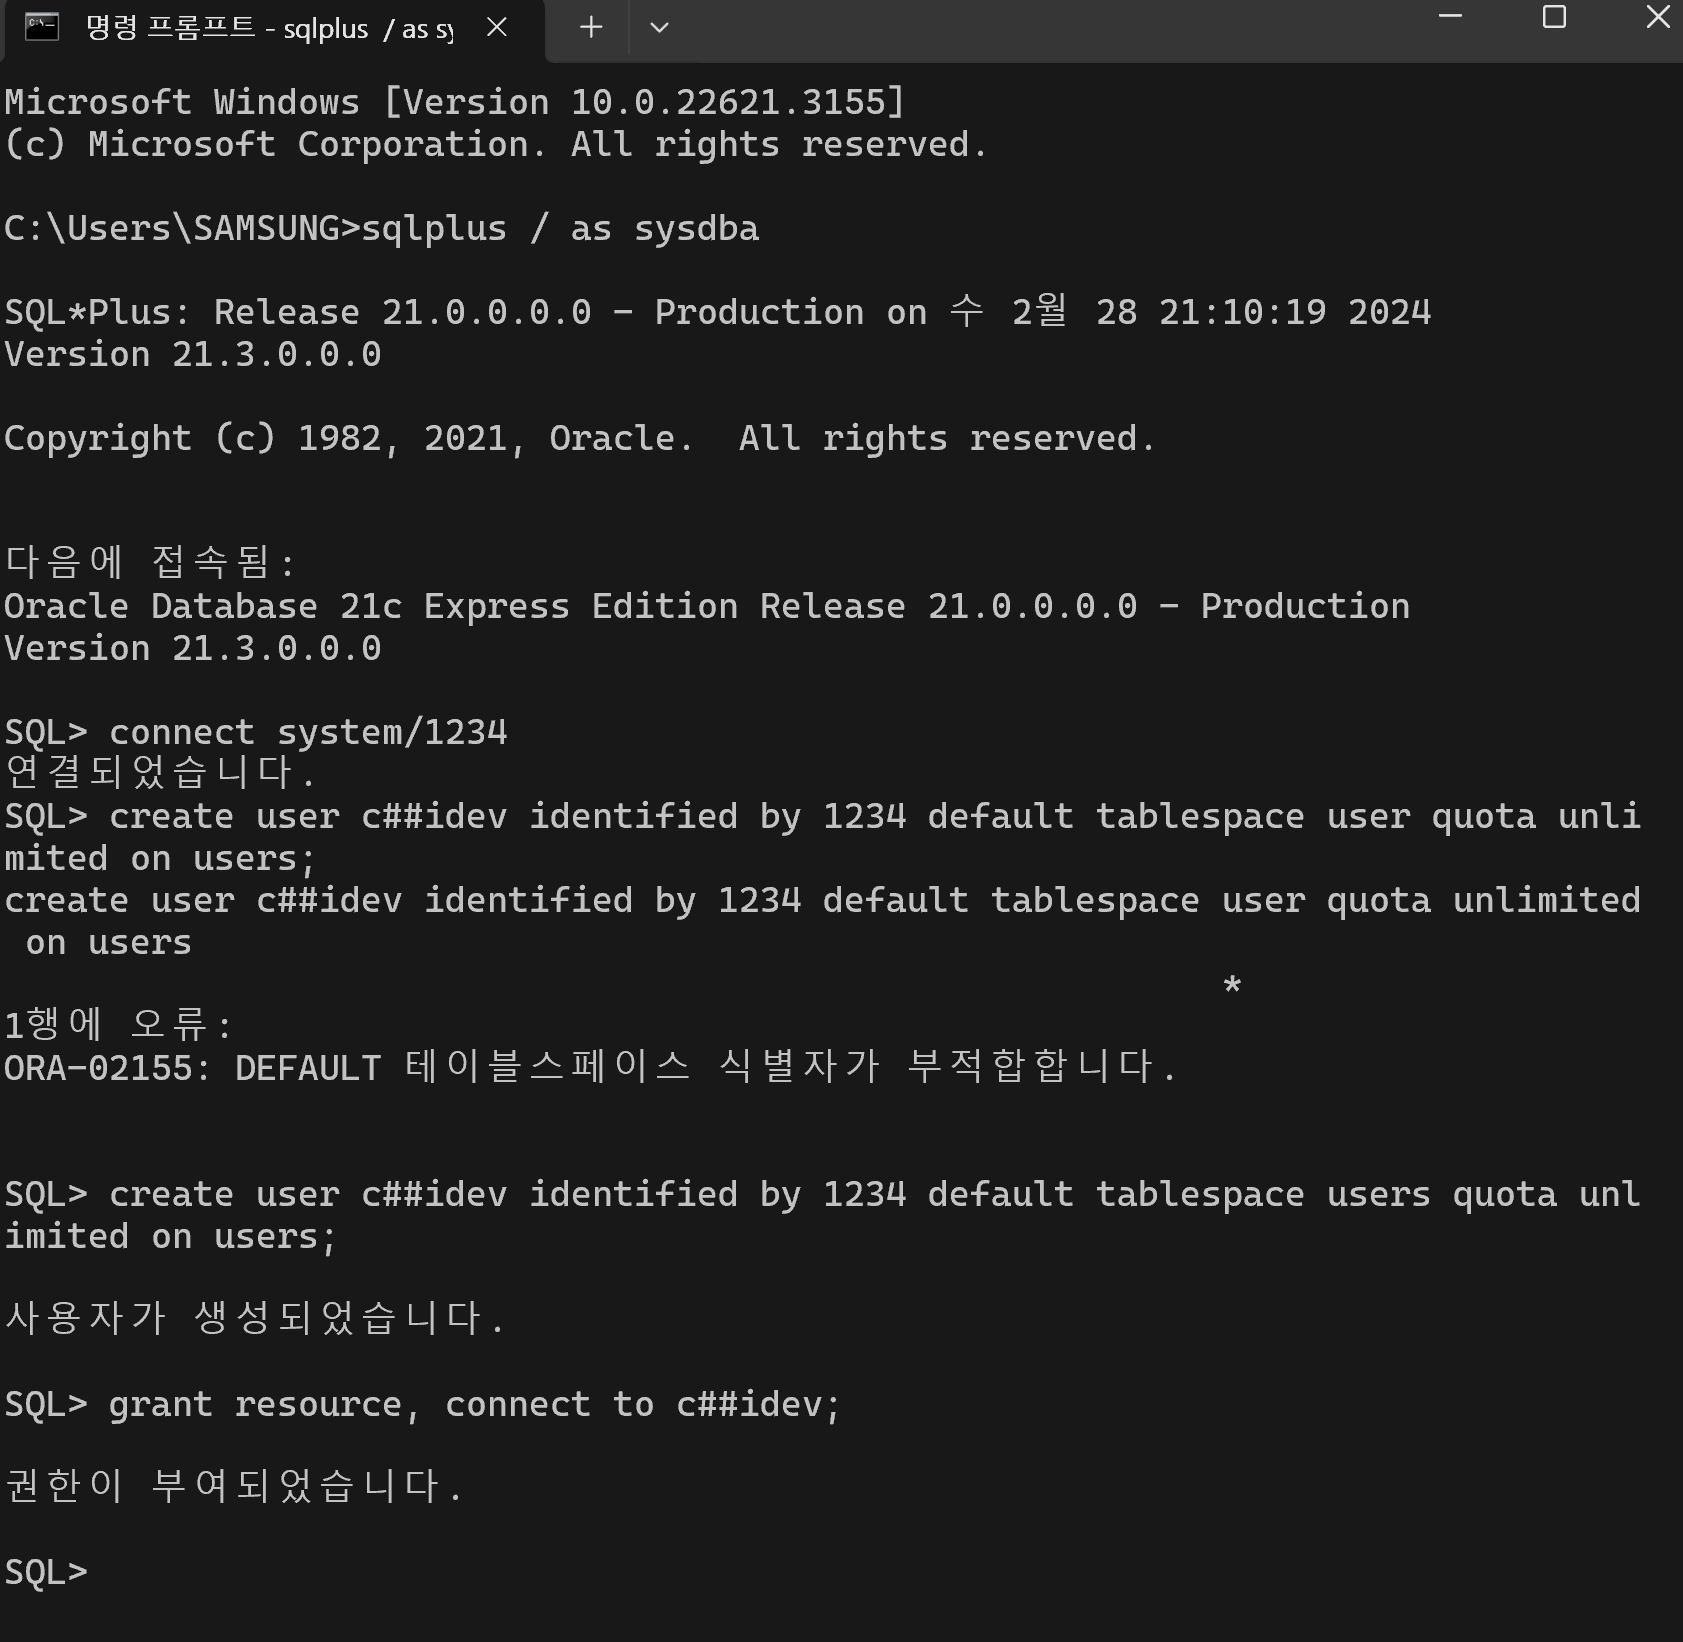 명령 프롬프트 - sqlplus / as sy
Microsoft Windows [Version 10.0.22621.3155]
(c) Microsoft Corporation. All rights reserved.
C:\Users\SAMSUNG>sqlplus / as sysdba
SQL*Plus: Release 21.0.0.0.0 - Production on 수 2월 28 21:10:19 2024
Version 21.3.0.0.0
Copyright (c) 1982, 2021, Oracle.  All rights reserved.
다음에 접속됨:
Oracle Database 21c Express Edition Release 21.0.0.0.0 - Production
Version 21.3.0.0.0
SQL> connect system/1234
연결되었습니다.
SQL> create user c##idev identified by 1234 default tablespace user quota unli
mited on users;
create user c##idev identified by 1234 default tablespace user quota unlimited
 on users
*
1행에 오류:
ORA-02155: DEFAULT 테이블스페이스 식별자가 부적합합니다.
SQL> create user c##idev identified by 1234 default tablespace users quota unl
imited on users;
사용자가 생성되었습니다.
SQL> grant resource, connect to c##idev;
권한이 부여되었습니다.
SQL>